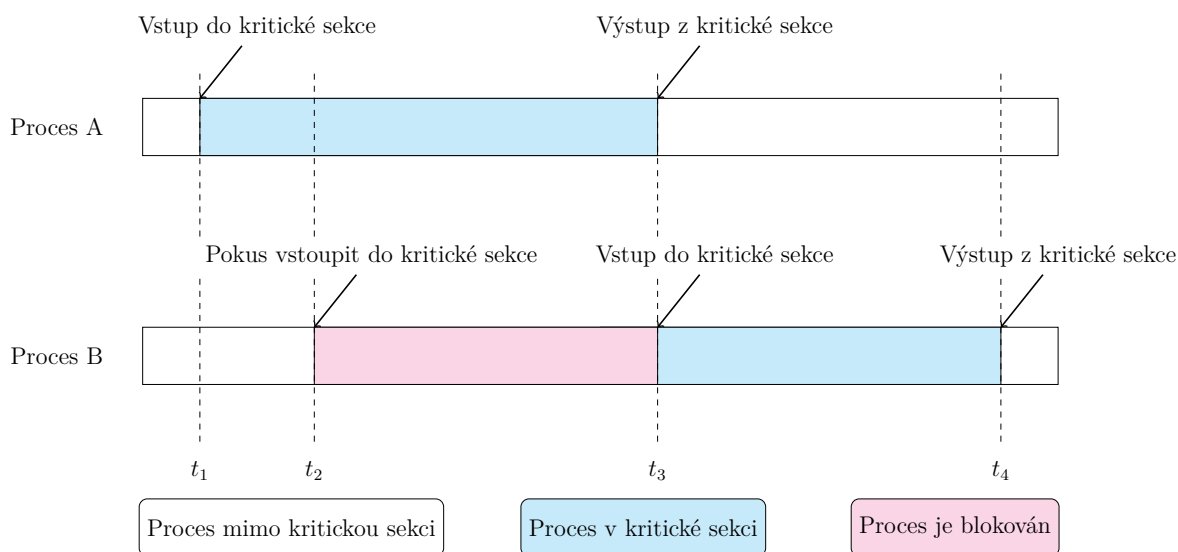 Vstup do kritické sekce
Výstup z kritické sekce
Proces A
Pokus vstoupit do kritické sekce
Vstup do kritické sekce
Výstup z kritické sekce
Proces B
t1
t2
t3
t4
Proces mimo kritickou sekci
Proces v kritické sekci
Proces je blokován